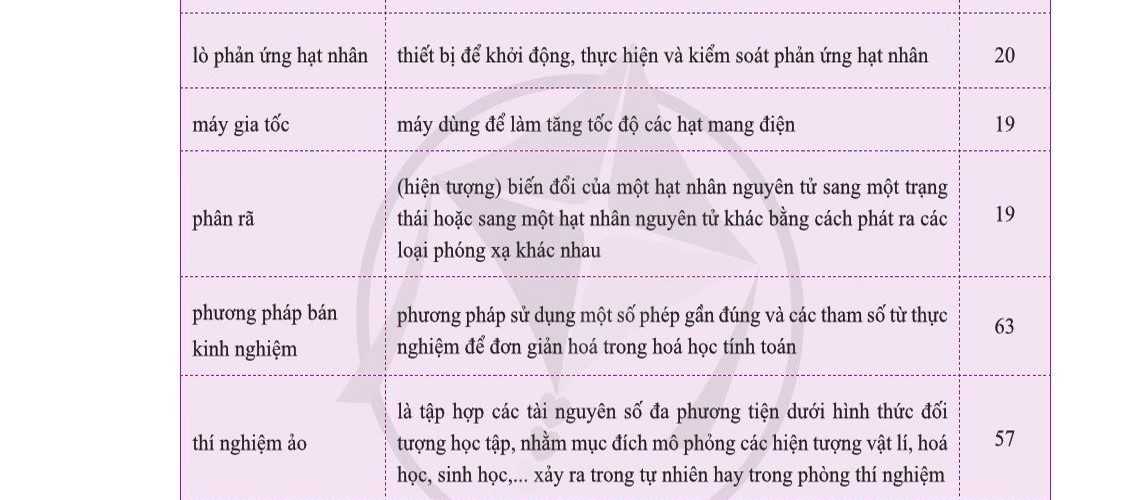 lò phản ứng hạt nhân thiết bị để khởi động, thực hiện và kiểm soát phản ứng hạt nhân 20
máy gia tốc máy dùng để làm tăng tốc độ các hạt mang điện 19
phân rã
(hiện tượng) biến đổi của một hạt nhân nguyên tử sang một trạng
thái hoặc sang một hạt nhân nguyên tử khác bằng cách phát ra các
loại phóng xạ khác nhau
19
phương pháp bán
kinh nghiệm
phương pháp sử dụng một số phép gần đúng và các tham số từ thực
nghiệm để đơn giản hoá trong hoá học tính toán
63
thí nghiệm ảo
là tập hợp các tài nguyên số đa phương tiện dưới hình thức đối
tượng học tập, nhằm mục đích mô phỏng các hiện tượng vật lí, hoá
học, sinh học,... xảy ra trong tự nhiên hay trong phòng thí nghiệm
57